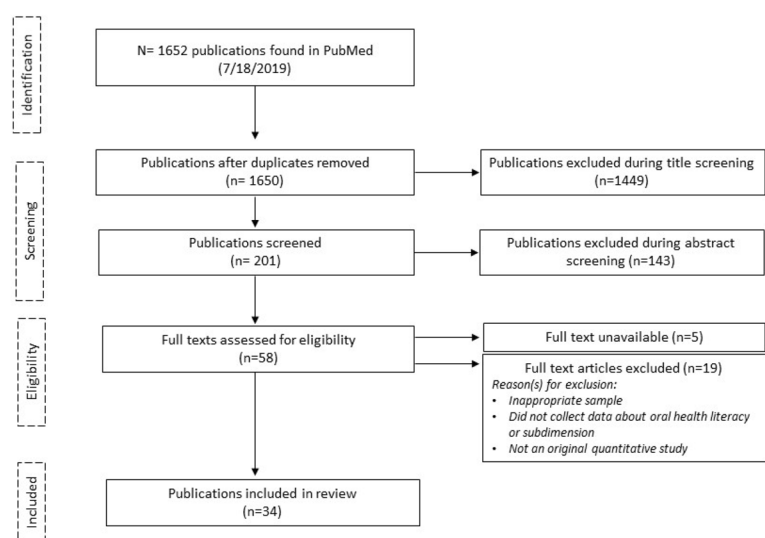 Identification
N= 1652 publications found in PubMed
(7/18/2019)
Screening
Publications after duplicates removed
(n= 1650)
Publications excluded during title screening
(n=1449)
Publications screened
(n= 201)
Publications excluded during abstract
screening (n=143)
Eligibility
Full texts assessed for eligibility
(n=58)
Full text unavailable (n=5)
Full text articles excluded (n=19)
Reason(s) for exclusion:
• Inappropriate sample
• Did not collect data about oral health literacy
or subdimension
• Not an original quantitative study
Included
Publications included in review
(n=34)